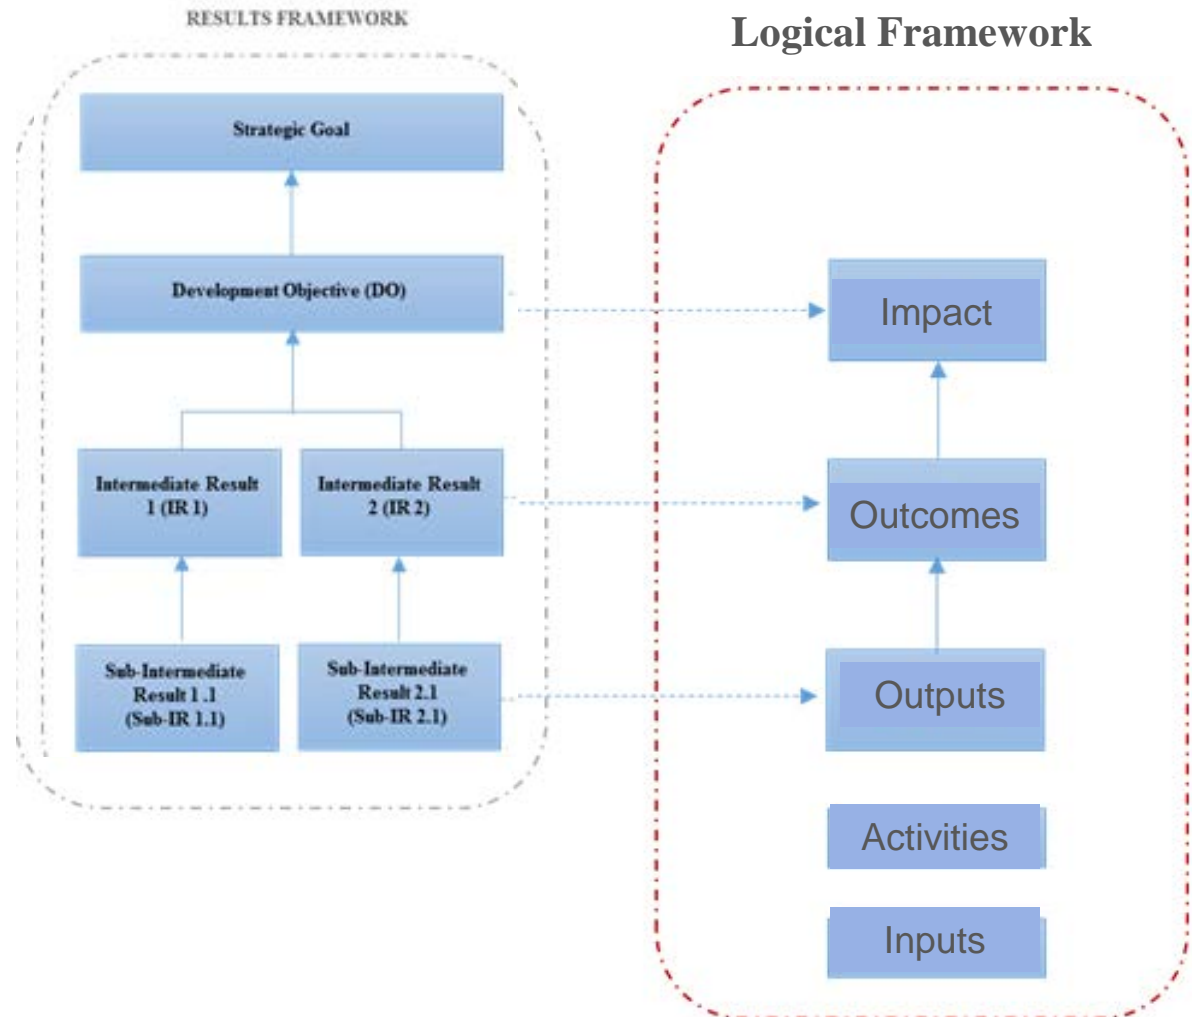 RESULTS FRAMEWORK
Logical Framework
Strategic Goal
Development Objective (DO)
Intermediate Result
1 (IR 1)
Intermediate Result
2 (IR 2)
Sub-Intermediate
Result 1 .1
(Sub-IR 1.1)
Sub-Intermediate
Result 2.1
(Sub-IR 2.1)
Impact
Outcomes
Outputs
Activities
Inputs